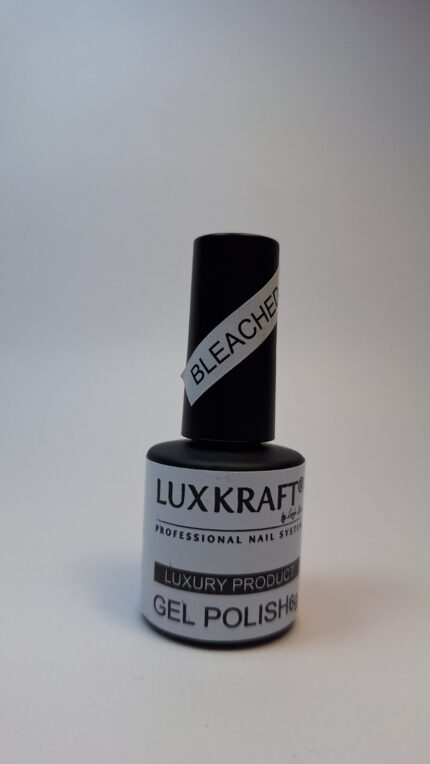 BLEACHED
LUXKRAFT®
PROFESSIONAL NAIL SYSTEM
LUXURY PRODUCT
GEL POLISH